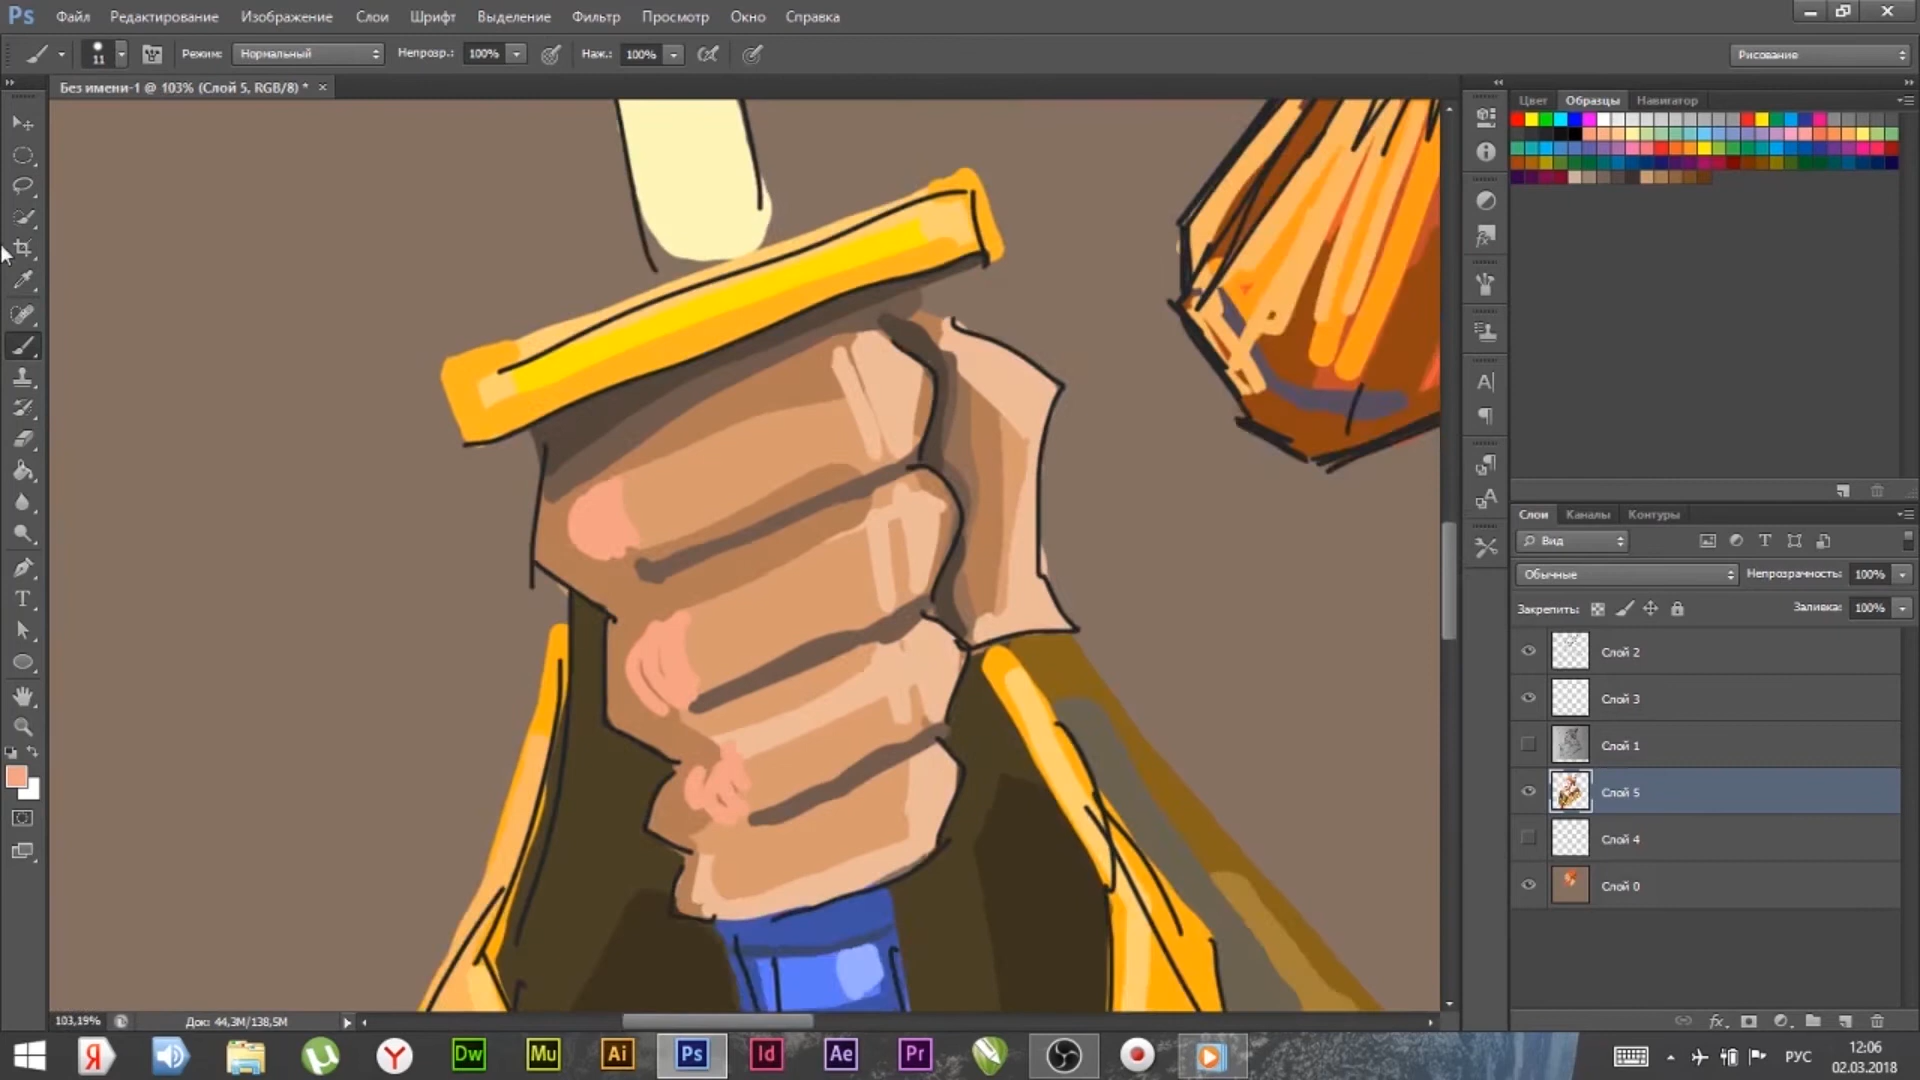 Ps Файл Редактирование Изображение Слои Шрифт Выделение Фильтр Просмотр Окно Справка
11 Режим: Нормальный Непрозр.: 100% Наж.: 100% Рисование
Без имени-1 @ 103% (Слой 5, RGB/8) * ×
Цвет Образцы Навигатор
Слои Каналы Контуры
Вид
Обычные Непрозрачность: 100%
Закрепить: Заливка: 100%
Слой 2
Слой 3
Слой 1
Слой 5
Слой 4
Слой 0
103,19% Док: 44,3M/138,5M
Я Y Dw Mu Ai Ps Id Ae Pr РУС 12:06
02.03.2018